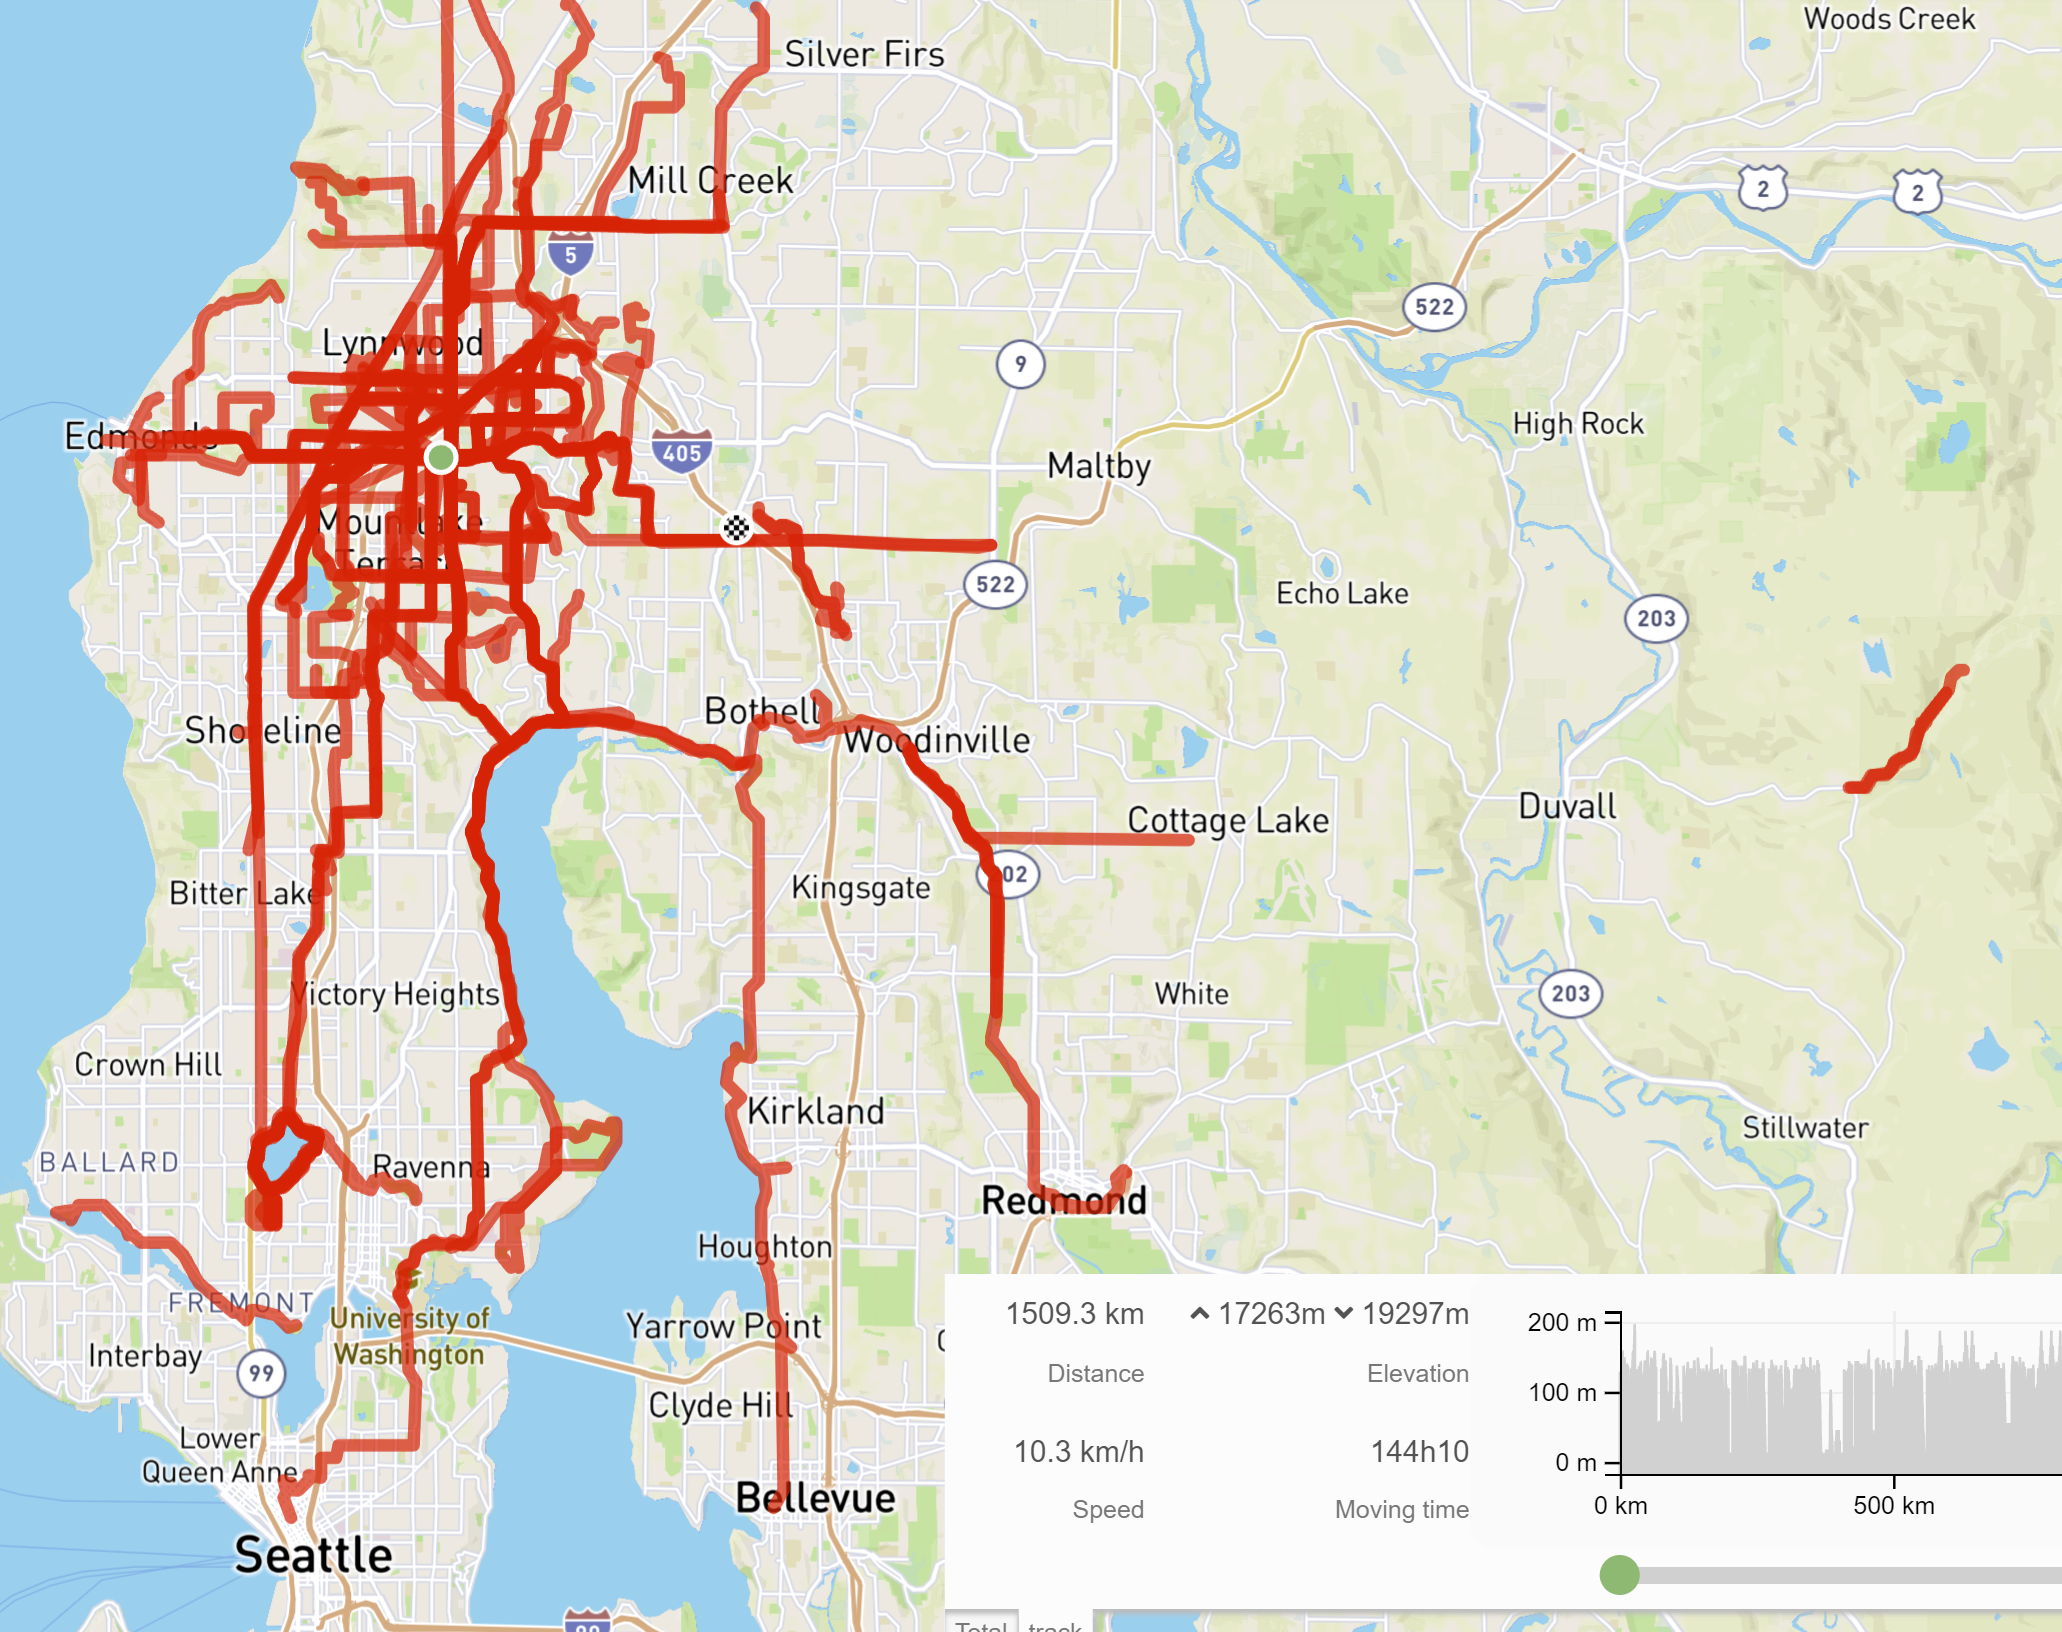 Woods Creek
Silver Firs
Mill Creek
2
2
5
522
Lynnwood
9
High Rock
Edmonds
405
Maltby
Mountlake
Terrace
522
Echo Lake
203
Bothell
Shoreline
Woodinville
Duvall
Cottage Lake
02
Bitter Lake
Kingsgate
Victory Heights
White
203
Crown Hill
Kirkland
Stillwater
BALLARD
Ravenna
Redmond
Houghton
FREMONT
University of
Washington
Yarrow Point
Interbay
99
Clyde Hill
Lower
Queen Anne
Bellevue
Seattle
90
1509.3 km
17263m
19297m
Distance
Elevation
10.3 km/h
144h10
Speed
Moving time
200 m
100 m
0 m
0 km
500 km
Total
track